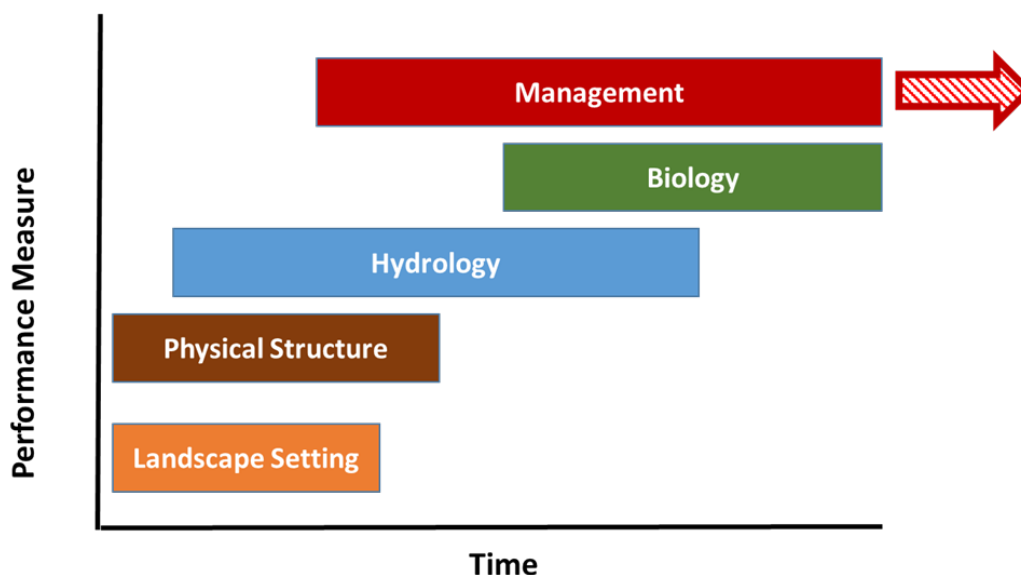 Management
Biology
Hydrology
Physical Structure
Landscape Setting
Performance Measure
Time